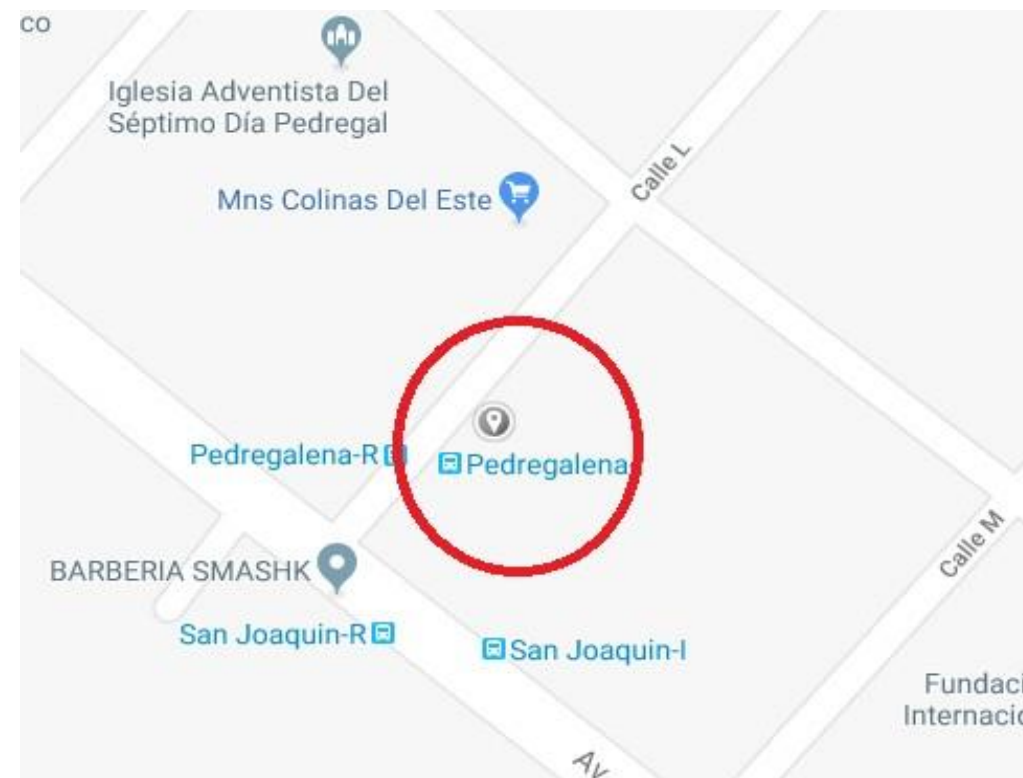 co
Iglesia Adventista Del
Séptimo Día Pedregal
Calle L
Mns Colinas Del Este
Pedregalena-R
Pedregalena
Calle M
BARBERIA SMASHK
San Joaquin-R
San Joaquin-I
Fundaci
Internacio
Av